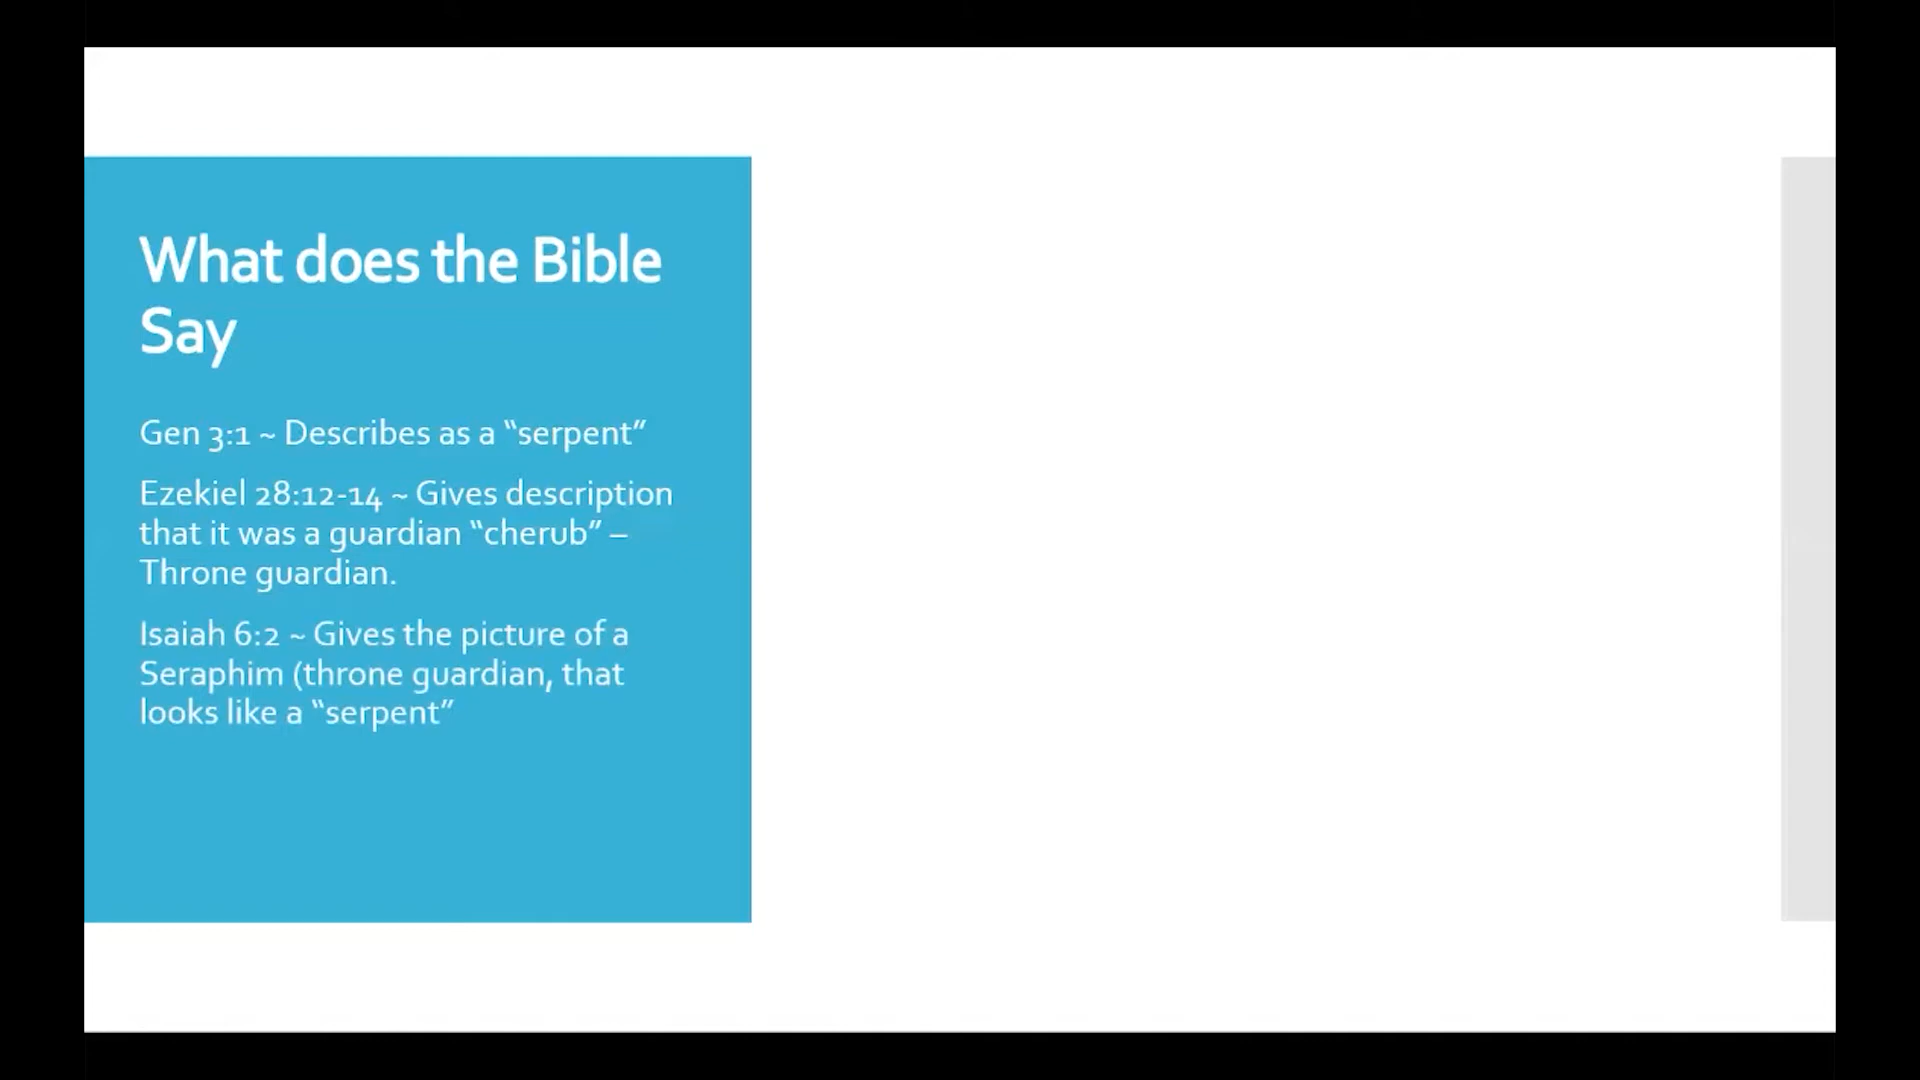 What does the Bible
Say
Gen 3:1 ~ Describes as a “serpent”
Ezekiel 28:12-14 ~ Gives description
that it was a guardian “cherub” –
Throne guardian.
Isaiah 6:2 ~ Gives the picture of a
Seraphim (throne guardian, that
looks like a “serpent”